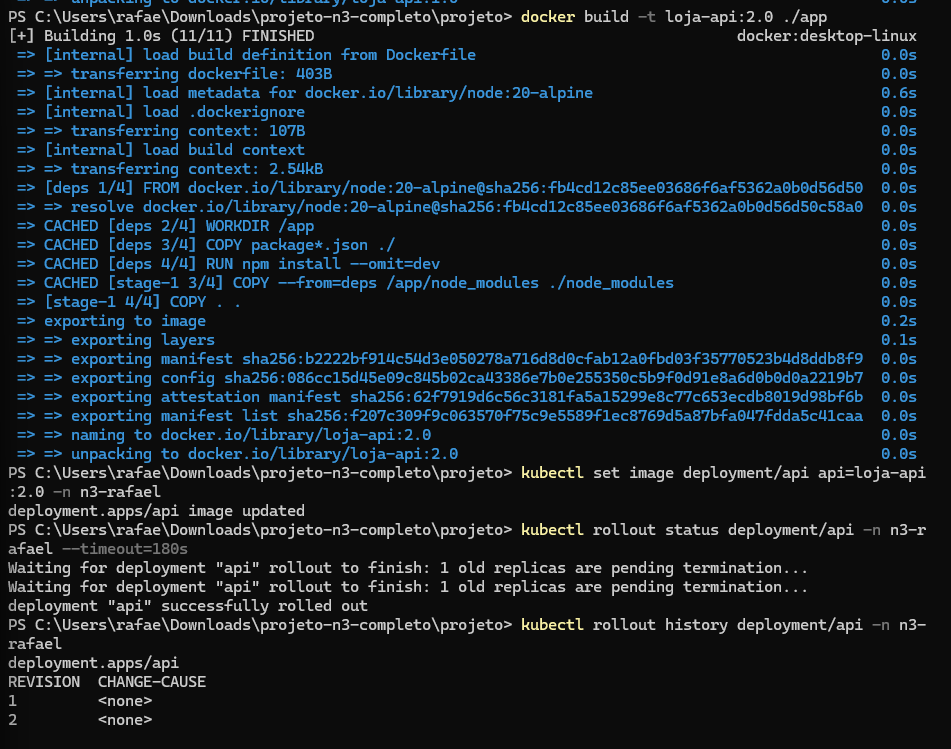 => => unpacking to docker.io/library/loja-api:1.0 0.0s
PS C:\Users\rafae\Downloads\projeto-n3-completo\projeto> docker build -t loja-api:2.0 ./app
[+] Building 1.0s (11/11) FINISHED docker:desktop-linux
=> [internal] load build definition from Dockerfile 0.0s
=> => transferring dockerfile: 403B 0.0s
=> [internal] load metadata for docker.io/library/node:20-alpine 0.6s
=> [internal] load .dockerignore 0.0s
=> => transferring context: 107B 0.0s
=> [internal] load build context 0.0s
=> => transferring context: 2.54kB 0.0s
=> [deps 1/4] FROM docker.io/library/node:20-alpine@sha256:fb4cd12c85ee03686f6af5362a0b0d56d50 0.0s
=> => resolve docker.io/library/node:20-alpine@sha256:fb4cd12c85ee03686f6af5362a0b0d56d50c58a0 0.0s
=> CACHED [deps 2/4] WORKDIR /app 0.0s
=> CACHED [deps 3/4] COPY package*.json ./ 0.0s
=> CACHED [deps 4/4] RUN npm install --omit=dev 0.0s
=> CACHED [stage-1 3/4] COPY --from=deps /app/node_modules ./node_modules 0.0s
=> [stage-1 4/4] COPY . . 0.0s
=> exporting to image 0.2s
=> => exporting layers 0.1s
=> => exporting manifest sha256:b2222bf914c54d3e050278a716d8d0cfab12a0fbd03f35770523b4d8ddb8f9 0.0s
=> => exporting config sha256:086cc15d45e09c845b02ca43386e7b0e255350c5b9f0d91e8a6d0b0d0a2219b7 0.0s
=> => exporting attestation manifest sha256:62f7919d6c56c3181fa5a15299e8c77c653ecdb8019d98bf6b 0.0s
=> => exporting manifest list sha256:f207c309f9c063570f75c9e5589f1ec8769d5a87bfa047fdda5c41caa 0.0s
=> => naming to docker.io/library/loja-api:2.0 0.0s
=> => unpacking to docker.io/library/loja-api:2.0 0.0s
PS C:\Users\rafae\Downloads\projeto-n3-completo\projeto> kubectl set image deployment/api api=loja-api
:2.0 -n n3-rafael
deployment.apps/api image updated
PS C:\Users\rafae\Downloads\projeto-n3-completo\projeto> kubectl rollout status deployment/api -n n3-r
afael --timeout=180s
Waiting for deployment "api" rollout to finish: 1 old replicas are pending termination...
Waiting for deployment "api" rollout to finish: 1 old replicas are pending termination...
deployment "api" successfully rolled out
PS C:\Users\rafae\Downloads\projeto-n3-completo\projeto> kubectl rollout history deployment/api -n n3-
rafael
deployment.apps/api
REVISION CHANGE-CAUSE
1 <none>
2 <none>